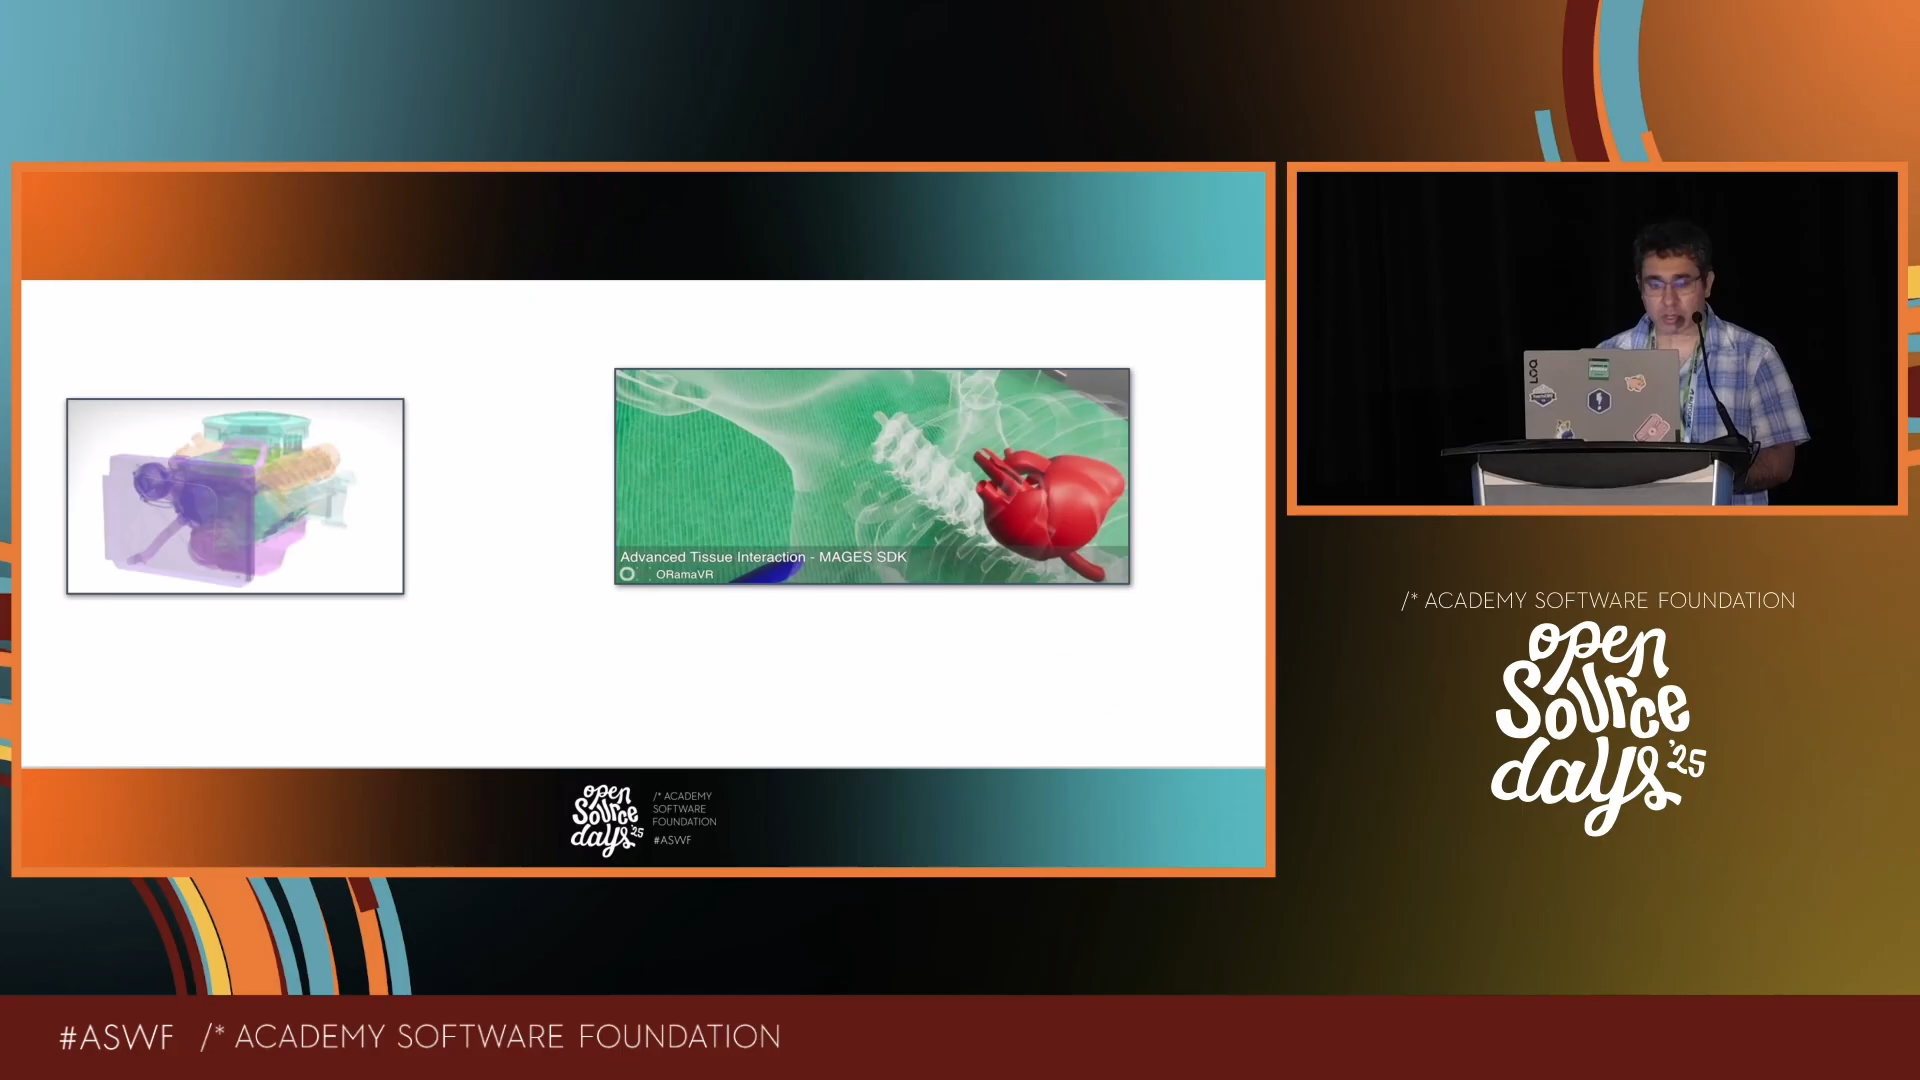 Advanced Tissue Interaction - MAGES SDK
ORamaVR
open
Source
days '25
/* ACADEMY
SOFTWARE
FOUNDATION
#ASWF
LOQ
/* ACADEMY SOFTWARE FOUNDATION
open
Source
days '25
#ASWF /* ACADEMY SOFTWARE FOUNDATION